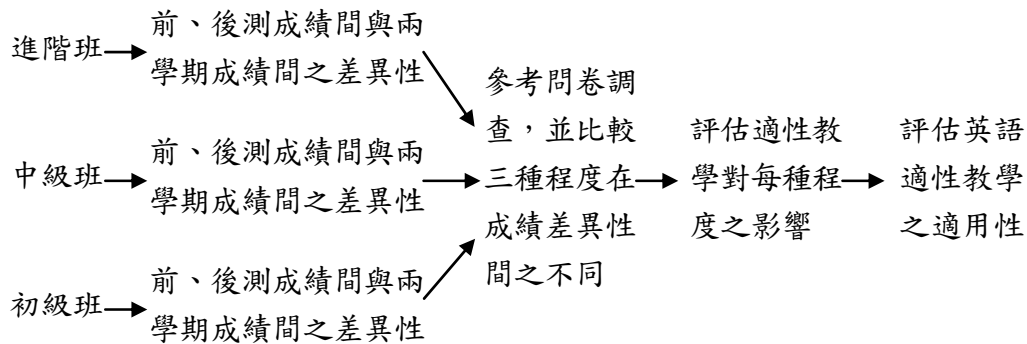 進階班
前、後測成績間與兩
學期成績間之差異性
中級班
前、後測成績間與兩
學期成績間之差異性
初級班
前、後測成績間與兩
學期成績間之差異性
參考問卷調
查，並比較
三種程度在
成績差異性
間之不同
評估適性教
學對每種程
度之影響
評估英語
適性教學
之適用性